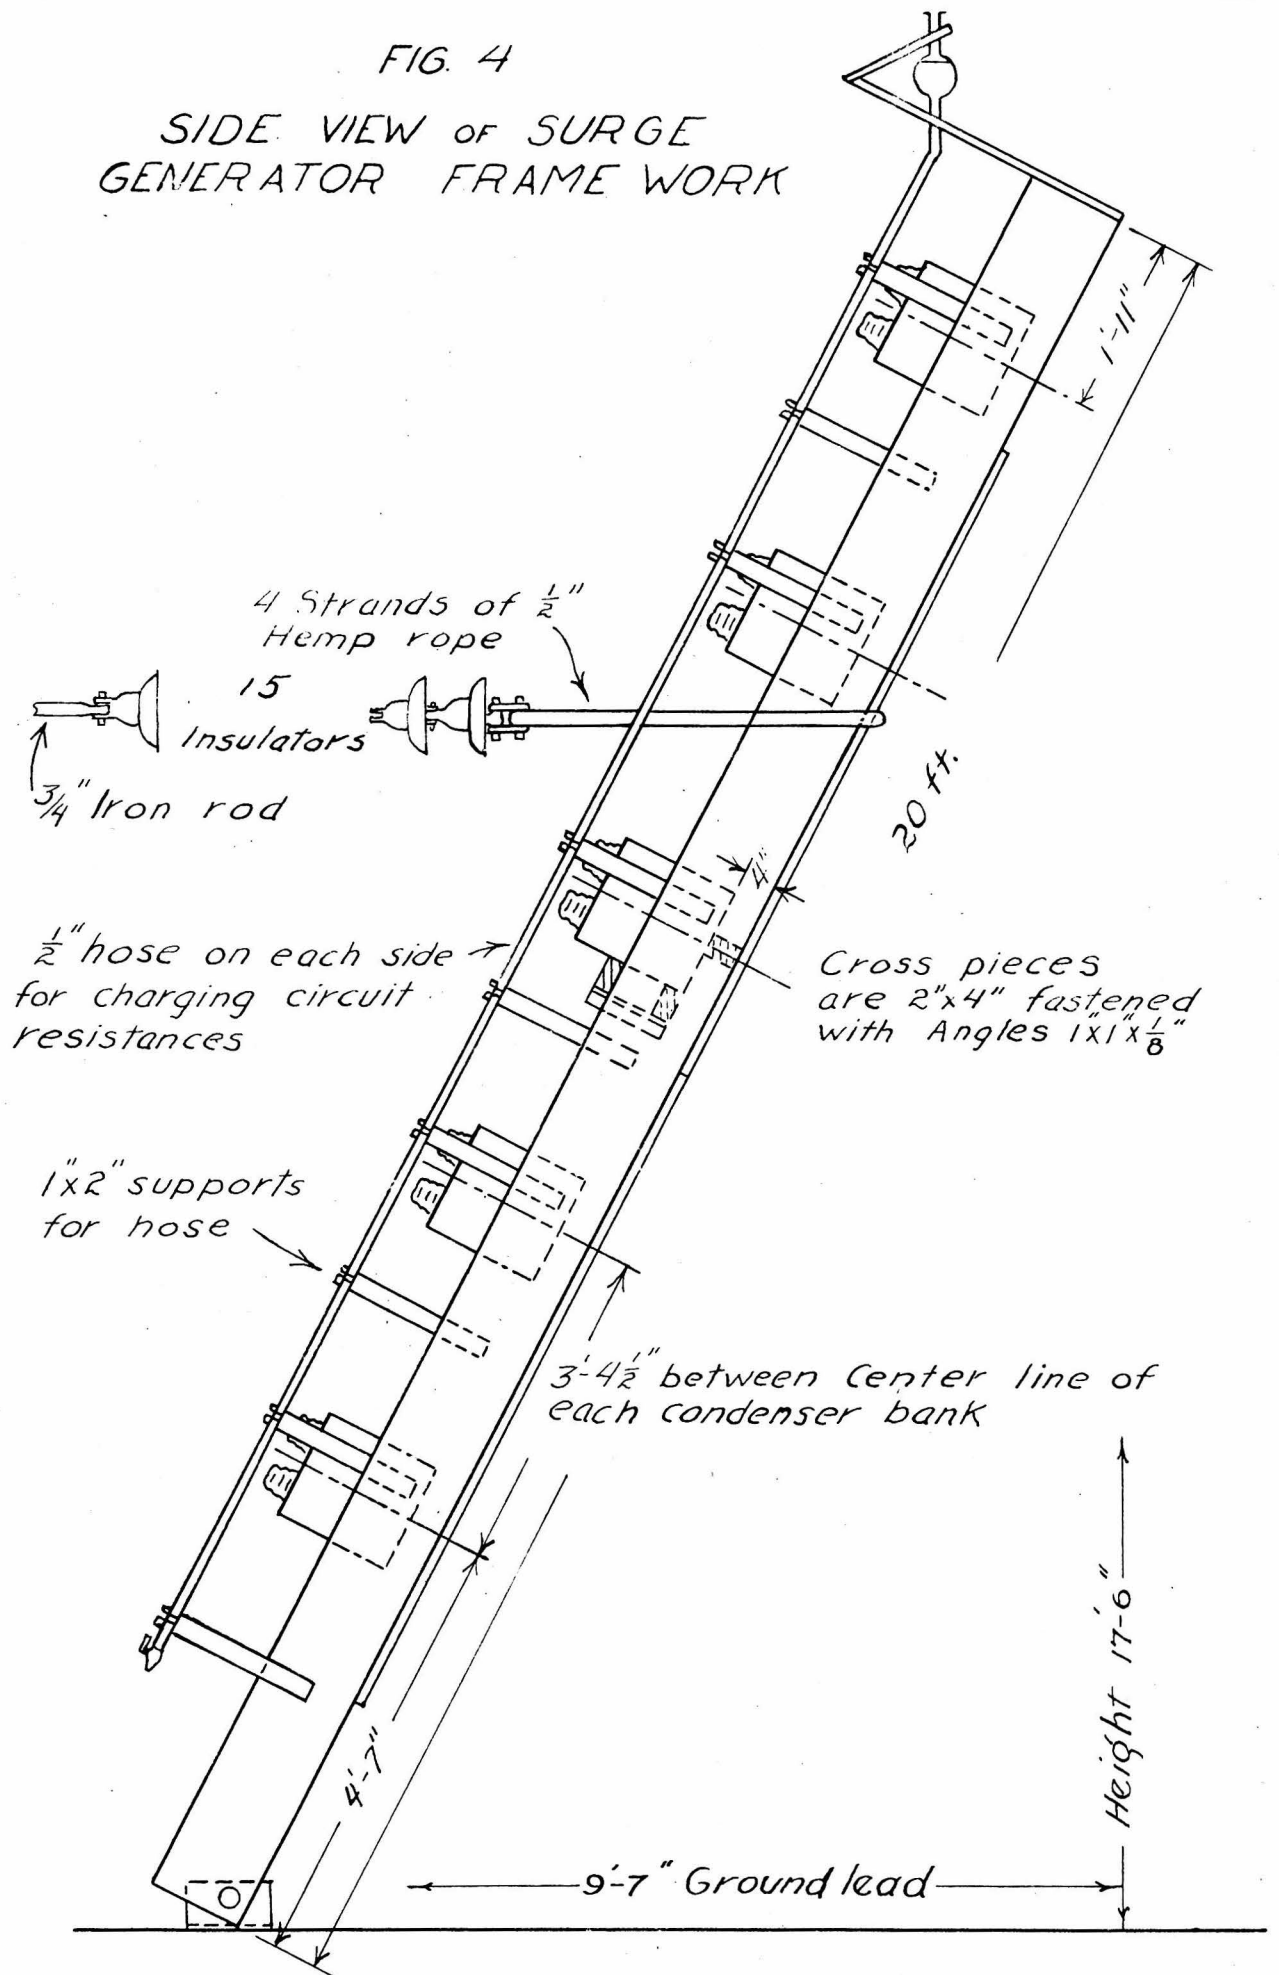 FIG. 4
SIDE VIEW OF SURGE
GENERATOR FRAME WORK
1'-11"
4 Strands of 1/2"
Hemp rope
15
Insulators
3/4" Iron rod
20 ft.
4"
1/2" hose on each side
for charging circuit
resistances
Cross pieces
are 2"x4" fastened
with Angles 1"x1"x1/8"
1"x2" supports
for hose
3'-4 1/2" between Center line of
each condenser bank
4'-7"
Height 17'-6"
9'-7" Ground lead